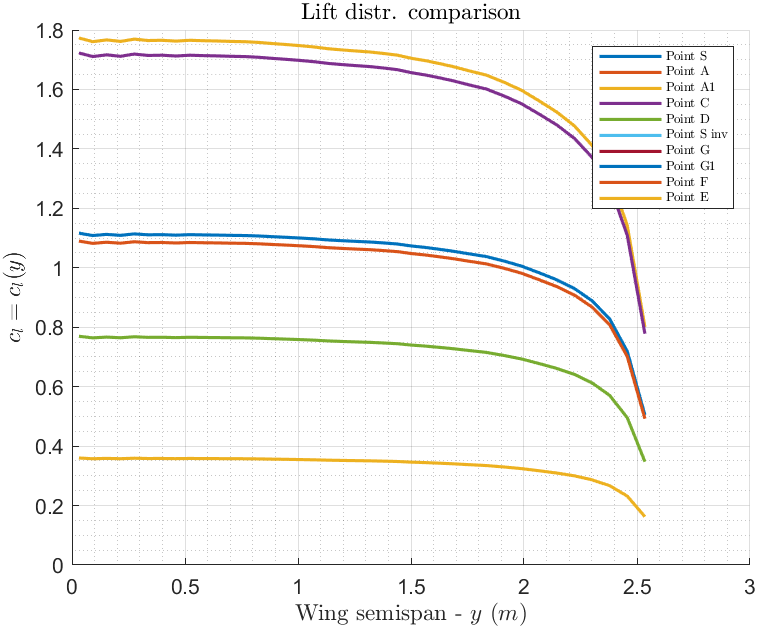 Lift distr. comparison
1.8
1.6
1.4
1.2
1
0.8
0.6
0.4
0.2
0
c_l = c_l(y)
Point S
Point A
Point A1
Point C
Point D
Point S inv
Point G
Point G1
Point F
Point E
0 0.5 1 1.5 2 2.5 3
Wing semispan - y (m)